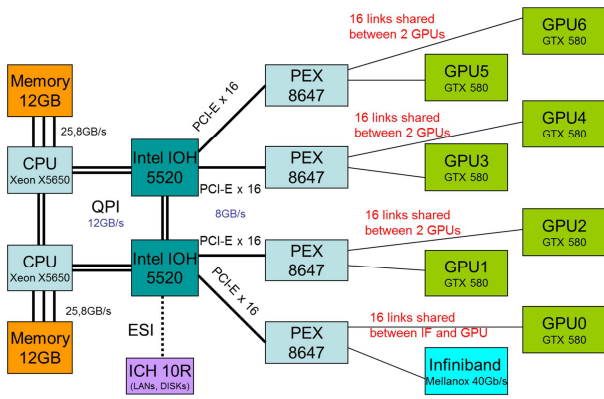 16 links shared
between 2 GPUs
GPU6
GTX 580
Memory
12GB
PCI-E x 16
PEX
8647
GPU5
GTX 580
25,8GB/s
16 links shared
between 2 GPUs
GPU4
GTX 580
CPU
Xeon X5650
Intel IOH
5520
PEX
8647
GPU3
GTX 580
PCI-E x 16
QPI
12GB/s
8GB/s
16 links shared
between 2 GPUs
GPU2
GTX 580
PCI-E x 16
CPU
Xeon X5650
Intel IOH
5520
PEX
8647
GPU1
GTX 580
PCI-E x 16
25,8GB/s
16 links shared
between IF and GPU
GPU0
GTX 580
ESI
PEX
8647
Memory
12GB
ICH 10R
(LANs, DISKs)
Infiniband
Mellanox 40Gb/s